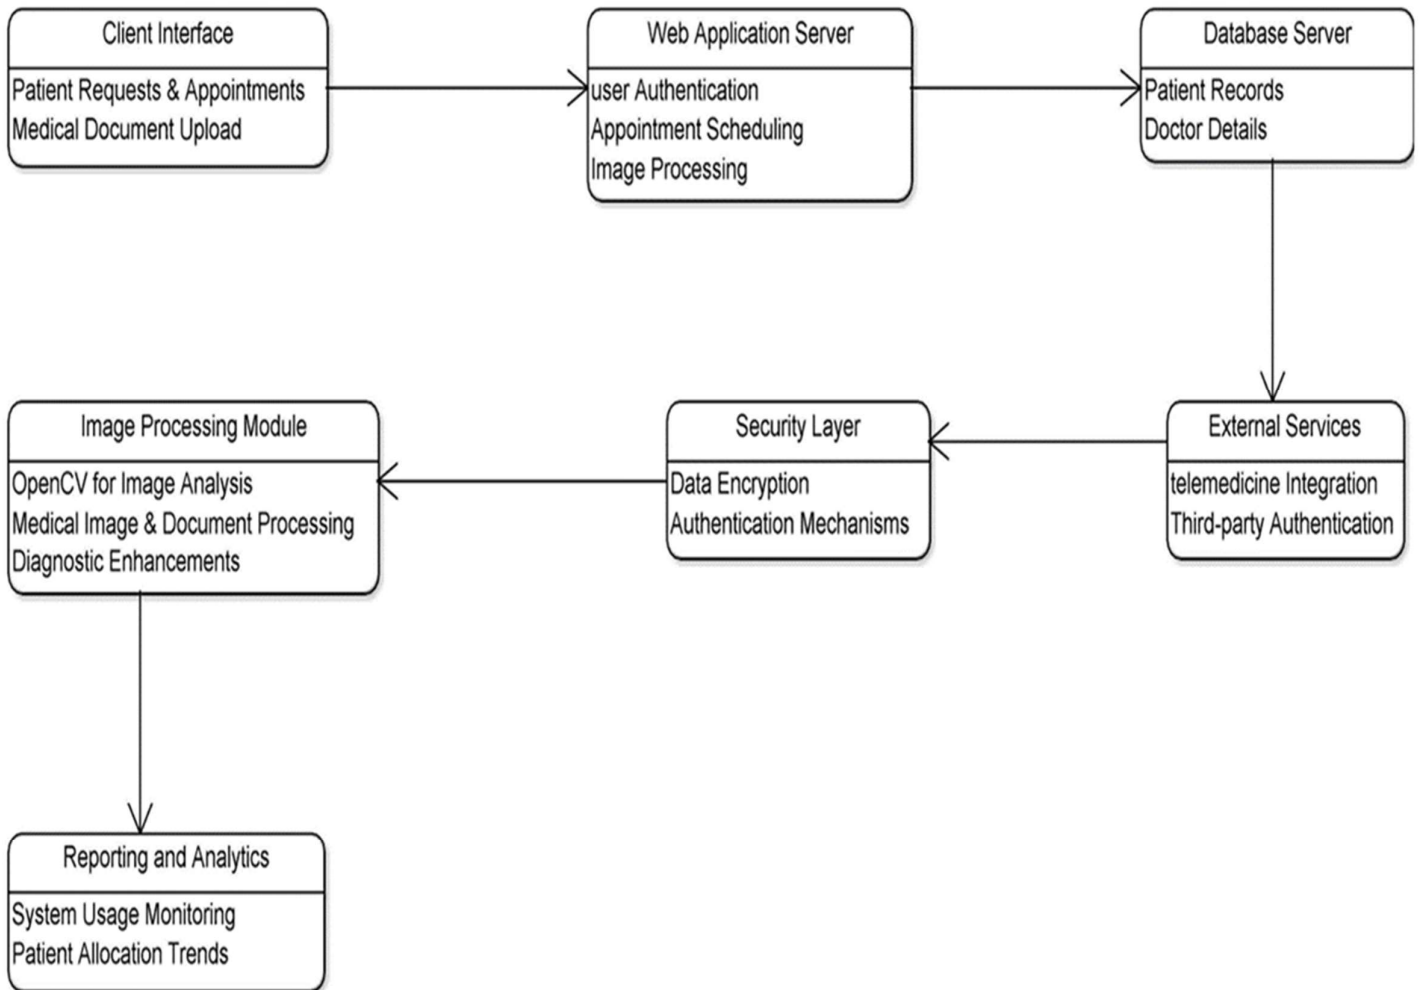 Client Interface
Patient Requests & Appointments
Medical Document Upload
Web Application Server
user Authentication
Appointment Scheduling
Image Processing
Database Server
Patient Records
Doctor Details
Image Processing Module
OpenCV for Image Analysis
Medical Image & Document Processing
Diagnostic Enhancements
Security Layer
Data Encryption
Authentication Mechanisms
External Services
telemedicine Integration
Third-party Authentication
Reporting and Analytics
System Usage Monitoring
Patient Allocation Trends